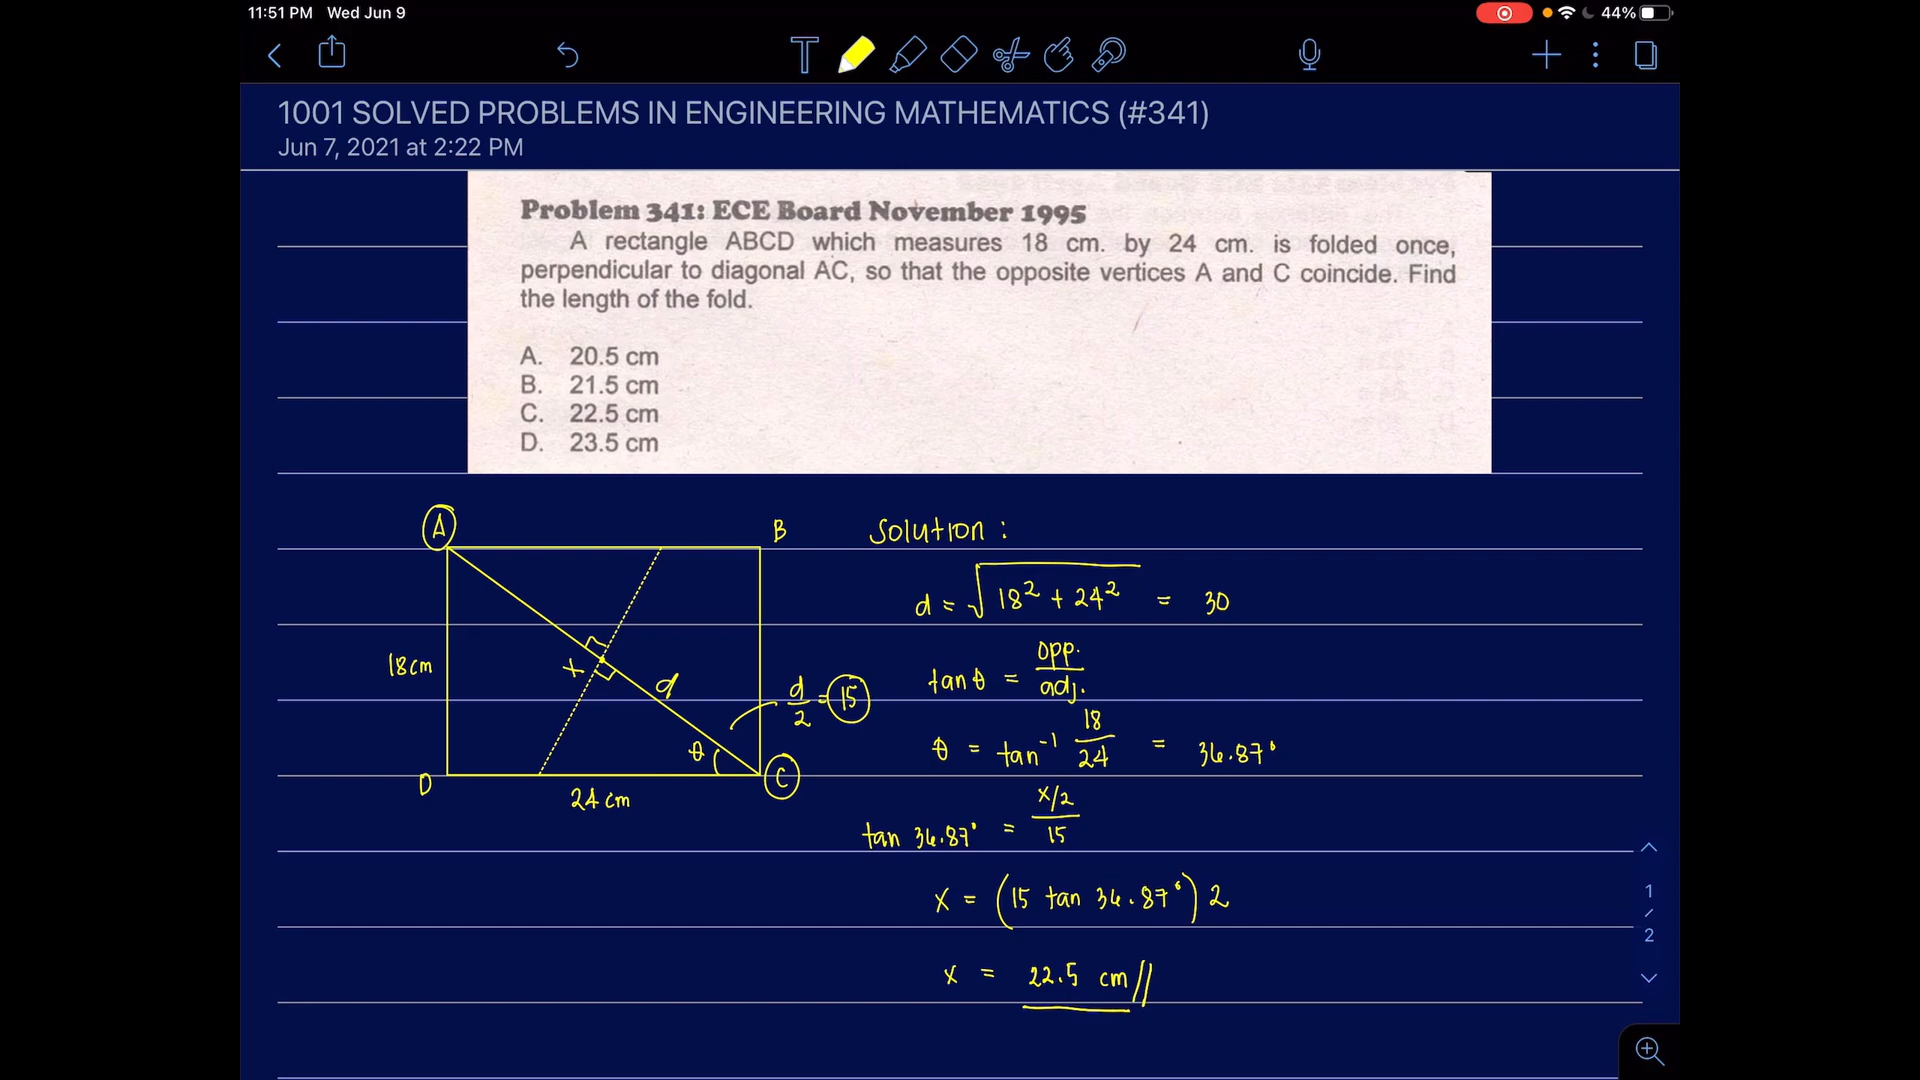 11:51 PM Wed Jun 9
44%
1001 SOLVED PROBLEMS IN ENGINEERING MATHEMATICS (#341)
Jun 7, 2021 at 2:22 PM
Problem 341: ECE Board November 1995
A rectangle ABCD which measures 18 cm. by 24 cm. is folded once,
perpendicular to diagonal AC, so that the opposite vertices A and C coincide. Find
the length of the fold.
A. 20.5 cm
B. 21.5 cm
C. 22.5 cm
D. 23.5 cm
A
B
18cm
x
d
d/2 = 15
θ
D
C
24 cm
Solution :
d = √18² + 24² = 30
tan θ = opp. / adj.
θ = tan⁻¹ 18/24 = 36.87°
tan 36.87° = x/2 / 15
x = (15 tan 36.87°) 2
x = 22.5 cm//
1
/
2